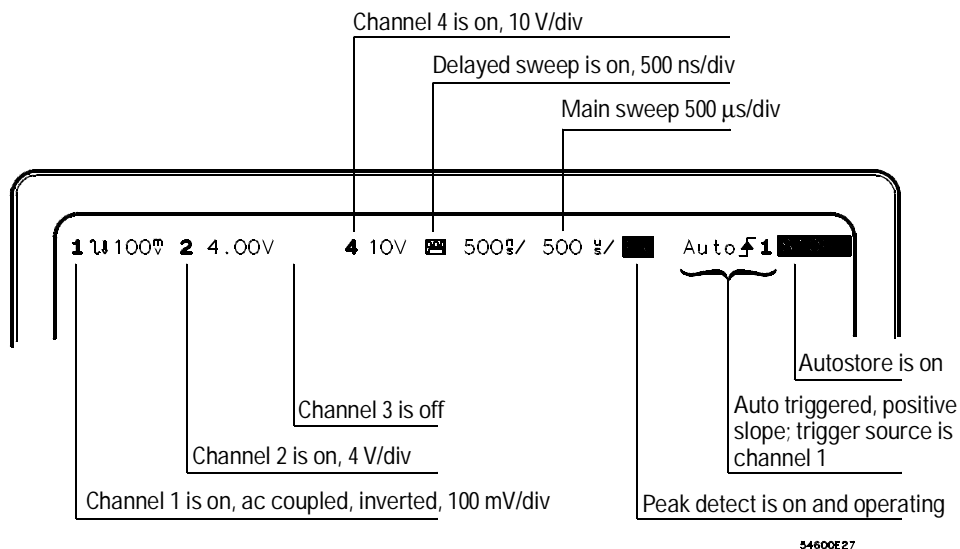 Channel 4 is on, 10 V/div
Delayed sweep is on, 500 ns/div
Main sweep 500 µs/div
1 100mV 2 4.00V 4 10V 500ns/ 500 us/ Auto 1
Autostore is on
Channel 3 is off
Auto triggered, positive
slope; trigger source is
channel 1
Channel 2 is on, 4 V/div
Channel 1 is on, ac coupled, inverted, 100 mV/div
Peak detect is on and operating
54600E27